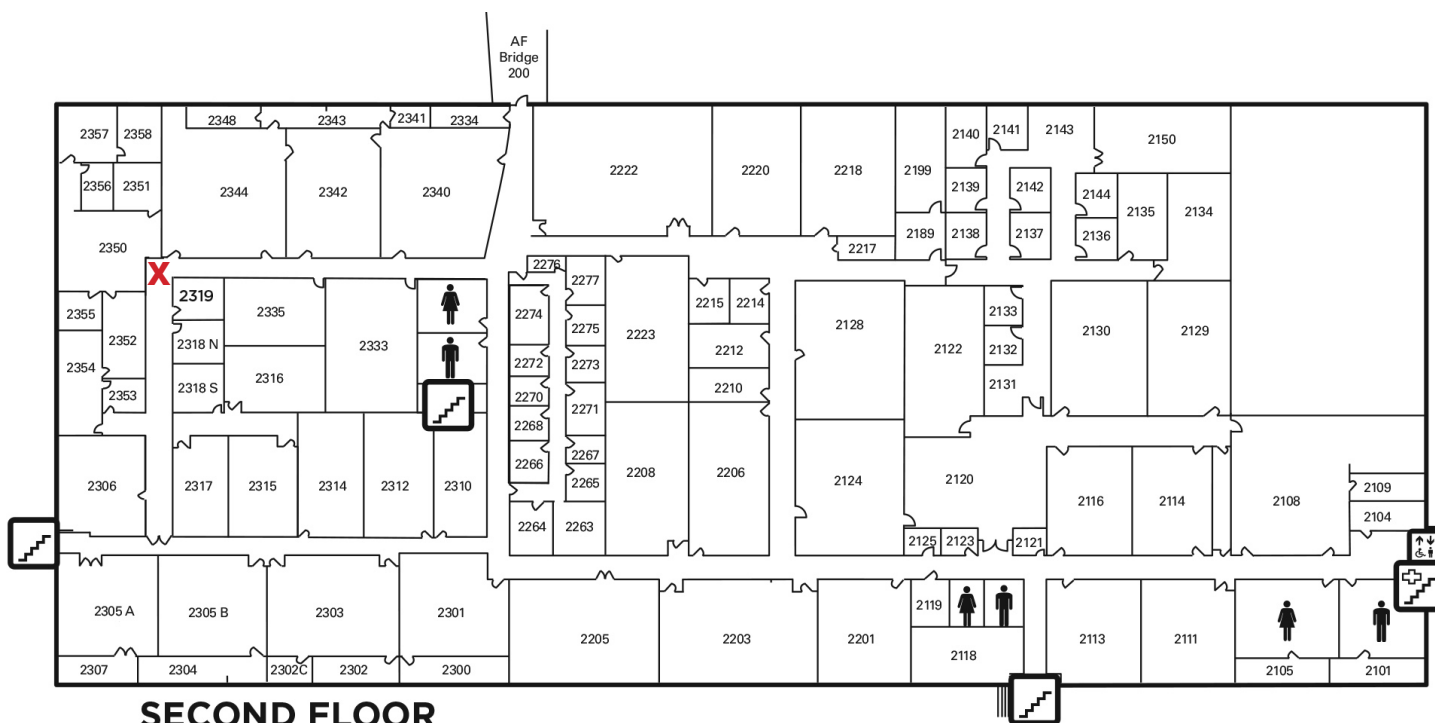 AF
Bridge
200
2357 2358 2348 2343 2341 2334 2140 2141 2143 2150
2356 2351 2344 2342 2340 2222 2220 2218 2199 2139 2142 2144 2135 2134
2350 2217 2189 2138 2137 2136
X 2276 2277
2319 2335 2274 2215 2214 2133
2355 2352 2318 N 2333 2275 2223 2212 2128 2122 2132 2130 2129
2354 2353 2318 S 2316 2272 2273 2210 2131
2270 2271
2268
2306 2317 2315 2314 2312 2310 2266 2267 2208 2206 2124 2120 2116 2114 2108 2109
2265 2104
2264 2263 2125 2123 2121
2305 A 2305 B 2303 2301 2205 2203 2201 2119 2113 2111
2307 2304 2302C 2302 2300 2118 2105 2101
SECOND FLOOR